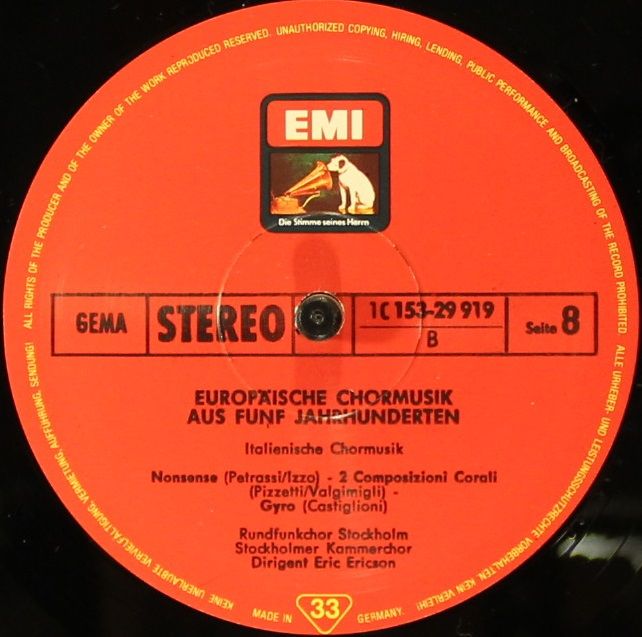 ALL RIGHTS OF THE PRODUCER AND OF THE OWNER OF THE WORK REPRODUCED RESERVED. UNAUTHORIZED COPYING, HIRING, LENDING, PUBLIC PERFORMANCE AND BROADCASTING OF THE RECORD PROHIBITED.
EMI
Die Stimme seines Herrn
GEMA
STEREO
1C 153-29 919
B
Seite 8
EUROPÄISCHE CHORMUSIK
AUS FUNF JAHRHUNDERTEN
Italienische Chormusik
Nonsense (Petrassi/Izzo) - 2 Composizioni Corali
(Pizzetti/Valgimigli) -
Gyro (Castiglioni)
Rundfunkchor Stockholm
Stockholmer Kammerchor
Dirigent Eric Ericson
ALLE URHEBER- UND LEISTUNGSSCHUTZRECHTE VORBEHALTEN. KEIN VERLEIH!
KEINE UNERLAUBTE VERVIELFÄLTIGUNG, VERMIETUNG, AUFFÜHRUNG, SENDUNG!
MADE IN
33
GERMANY.